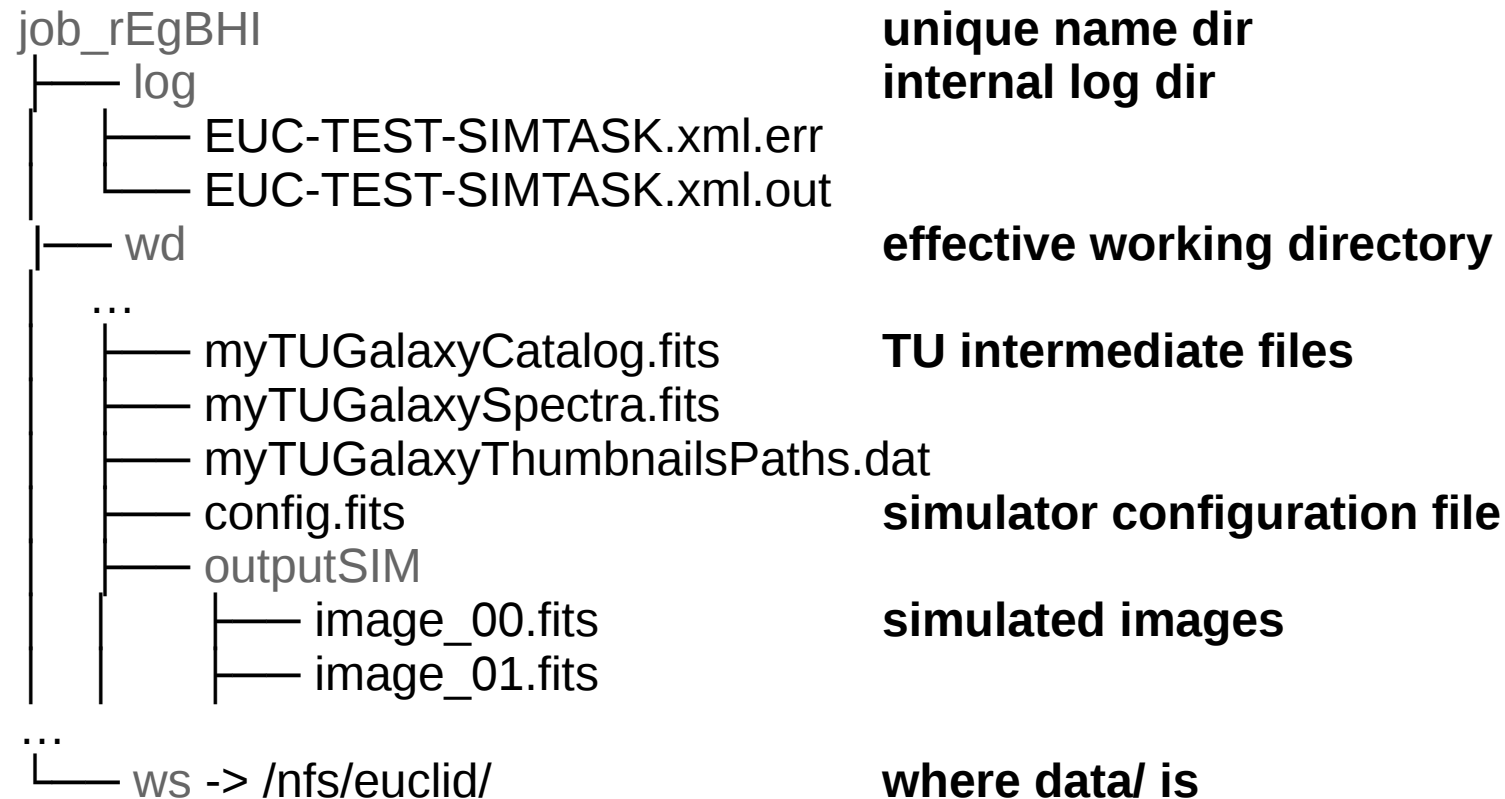 job_rEgBHI unique name dir
├── log internal log dir
│ ├── EUC-TEST-SIMTASK.xml.err
│ └── EUC-TEST-SIMTASK.xml.out
├── wd effective working directory
│ …
│ ├── myTUGalaxyCatalog.fits TU intermediate files
│ ├── myTUGalaxySpectra.fits
│ ├── myTUGalaxyThumbnailsPaths.dat
│ ├── config.fits simulator configuration file
│ ├── outputSIM
│ │ ├── image_00.fits simulated images
│ │ ├── image_01.fits
…
└── ws -> /nfs/euclid/ where data/ is